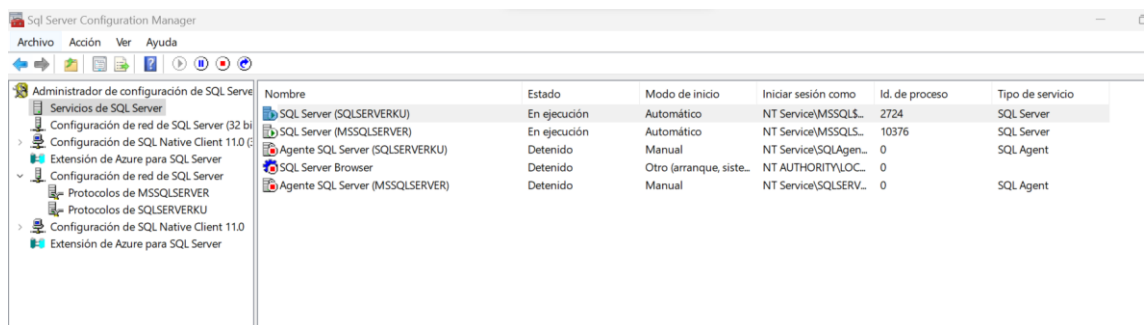 Sql Server Configuration Manager
Archivo Acción Ver Ayuda
Administrador de configuración de SQL Serve
Servicios de SQL Server
Configuración de red de SQL Server (32 bi
Configuración de SQL Native Client 11.0 (3
Extensión de Azure para SQL Server
Configuración de red de SQL Server
Protocolos de MSSQLSERVER
Protocolos de SQLSERVERKU
Configuración de SQL Native Client 11.0
Extensión de Azure para SQL Server
Nombre Estado Modo de inicio Iniciar sesión como Id. de proceso Tipo de servicio
SQL Server (SQLSERVERKU) En ejecución Automático NT Service\MSSQL$... 2724 SQL Server
SQL Server (MSSQLSERVER) En ejecución Automático NT Service\MSSQLS... 10376 SQL Server
Agente SQL Server (SQLSERVERKU) Detenido Manual NT Service\SQLAgen... 0 SQL Agent
SQL Server Browser Detenido Otro (arranque, siste... NT AUTHORITY\LOC... 0
Agente SQL Server (MSSQLSERVER) Detenido Manual NT Service\SQLSERV... 0 SQL Agent